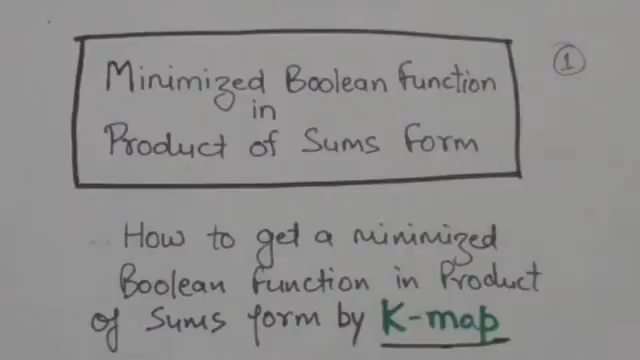 Minimized Boolean function
in
Product of Sums form
1
How to get a minimized
Boolean function in Product
of Sums form by K-map